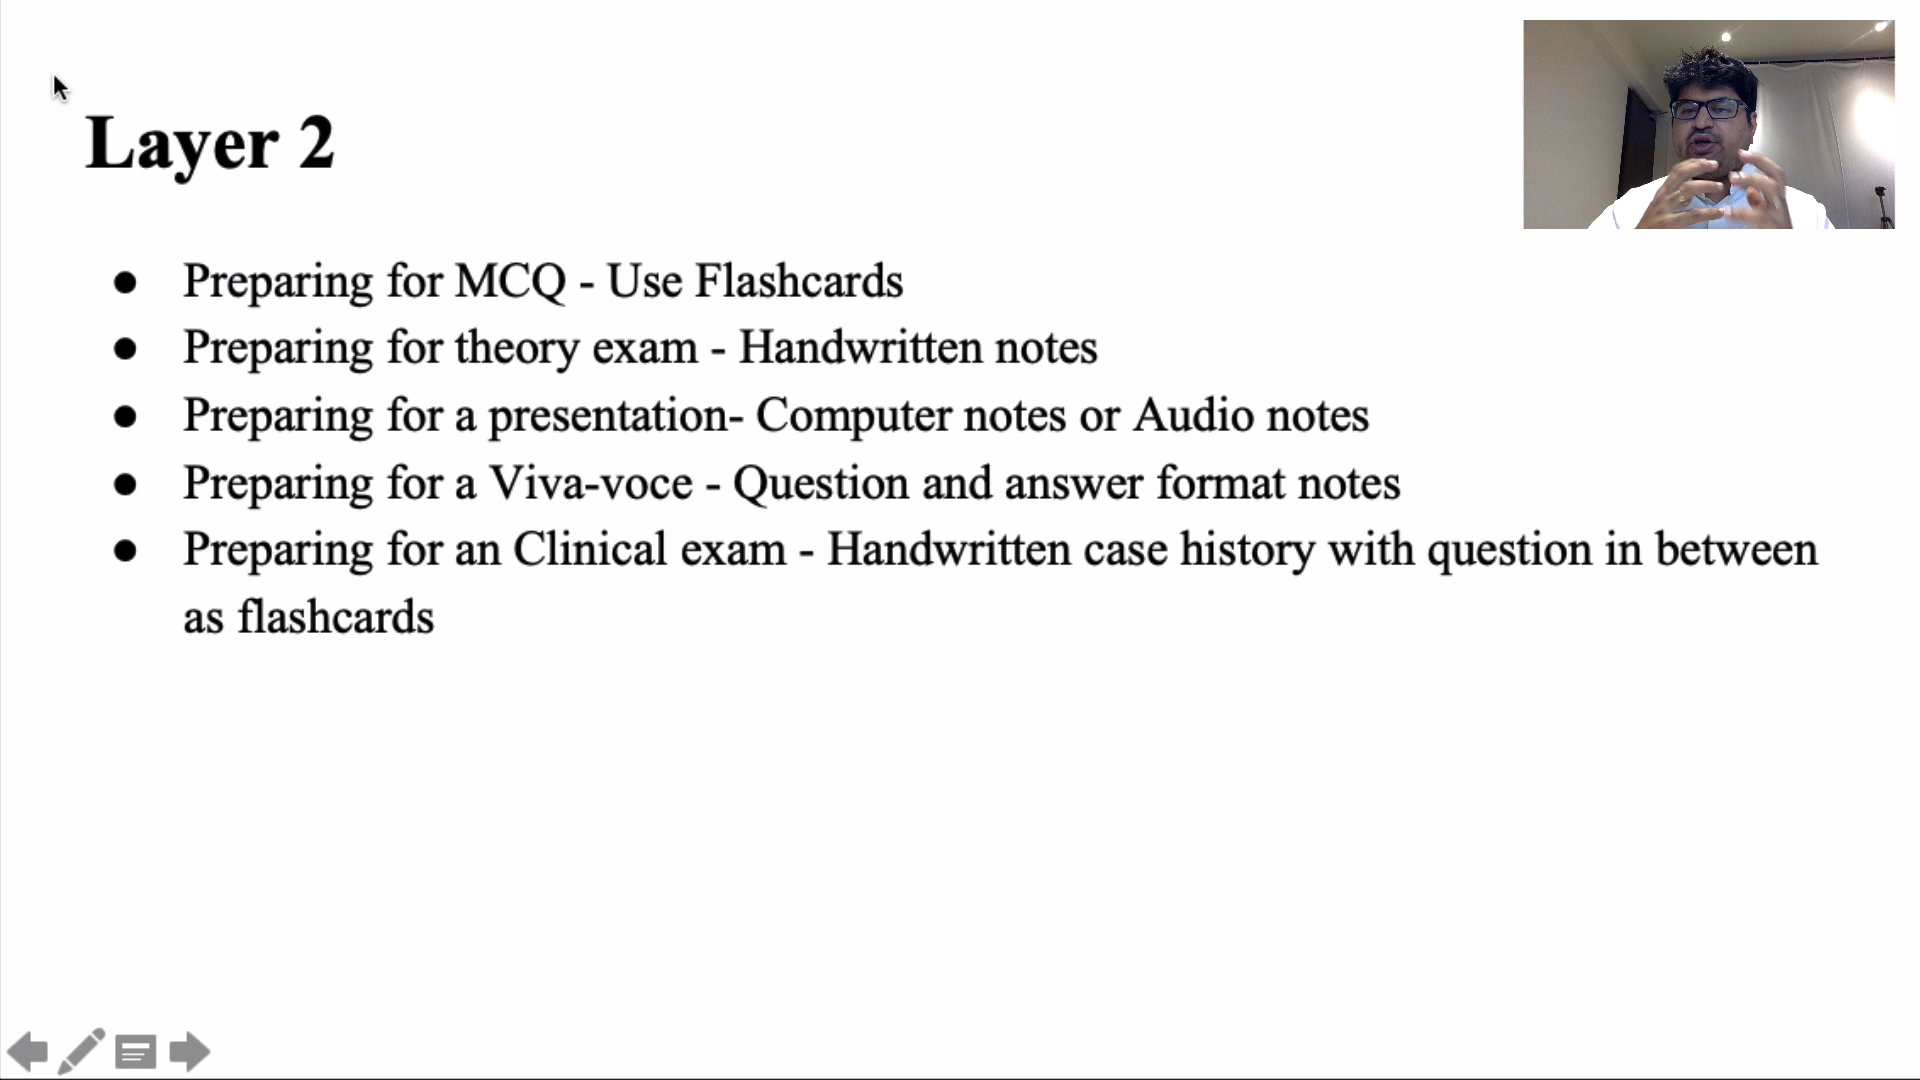 Layer 2
● Preparing for MCQ - Use Flashcards
● Preparing for theory exam - Handwritten notes
● Preparing for a presentation- Computer notes or Audio notes
● Preparing for a Viva-voce - Question and answer format notes
● Preparing for an Clinical exam - Handwritten case history with question in between
as flashcards